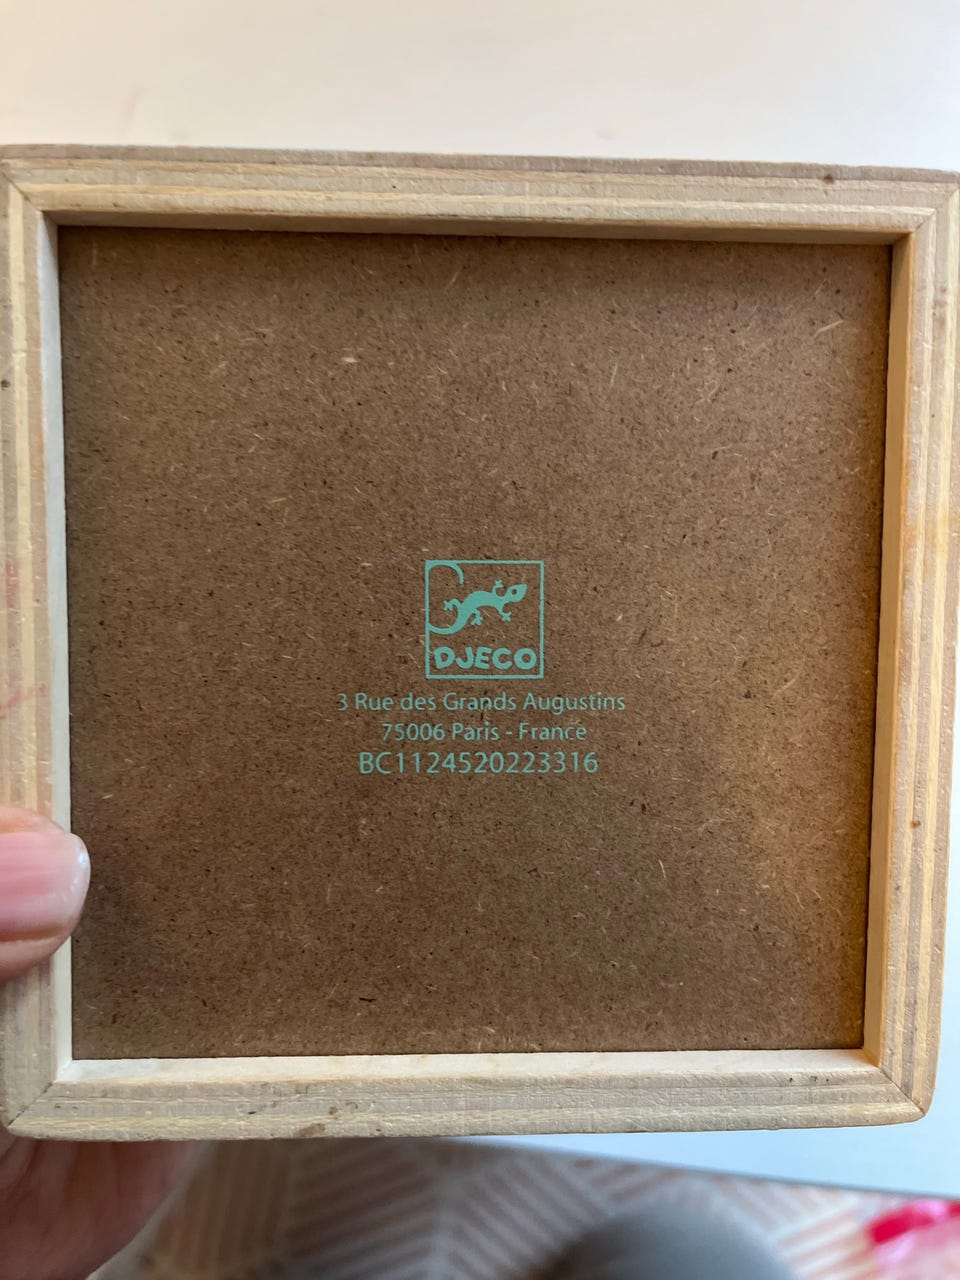 DJECO
3 Rue des Grands Augustins
75006 Paris - France
BC1124520223316